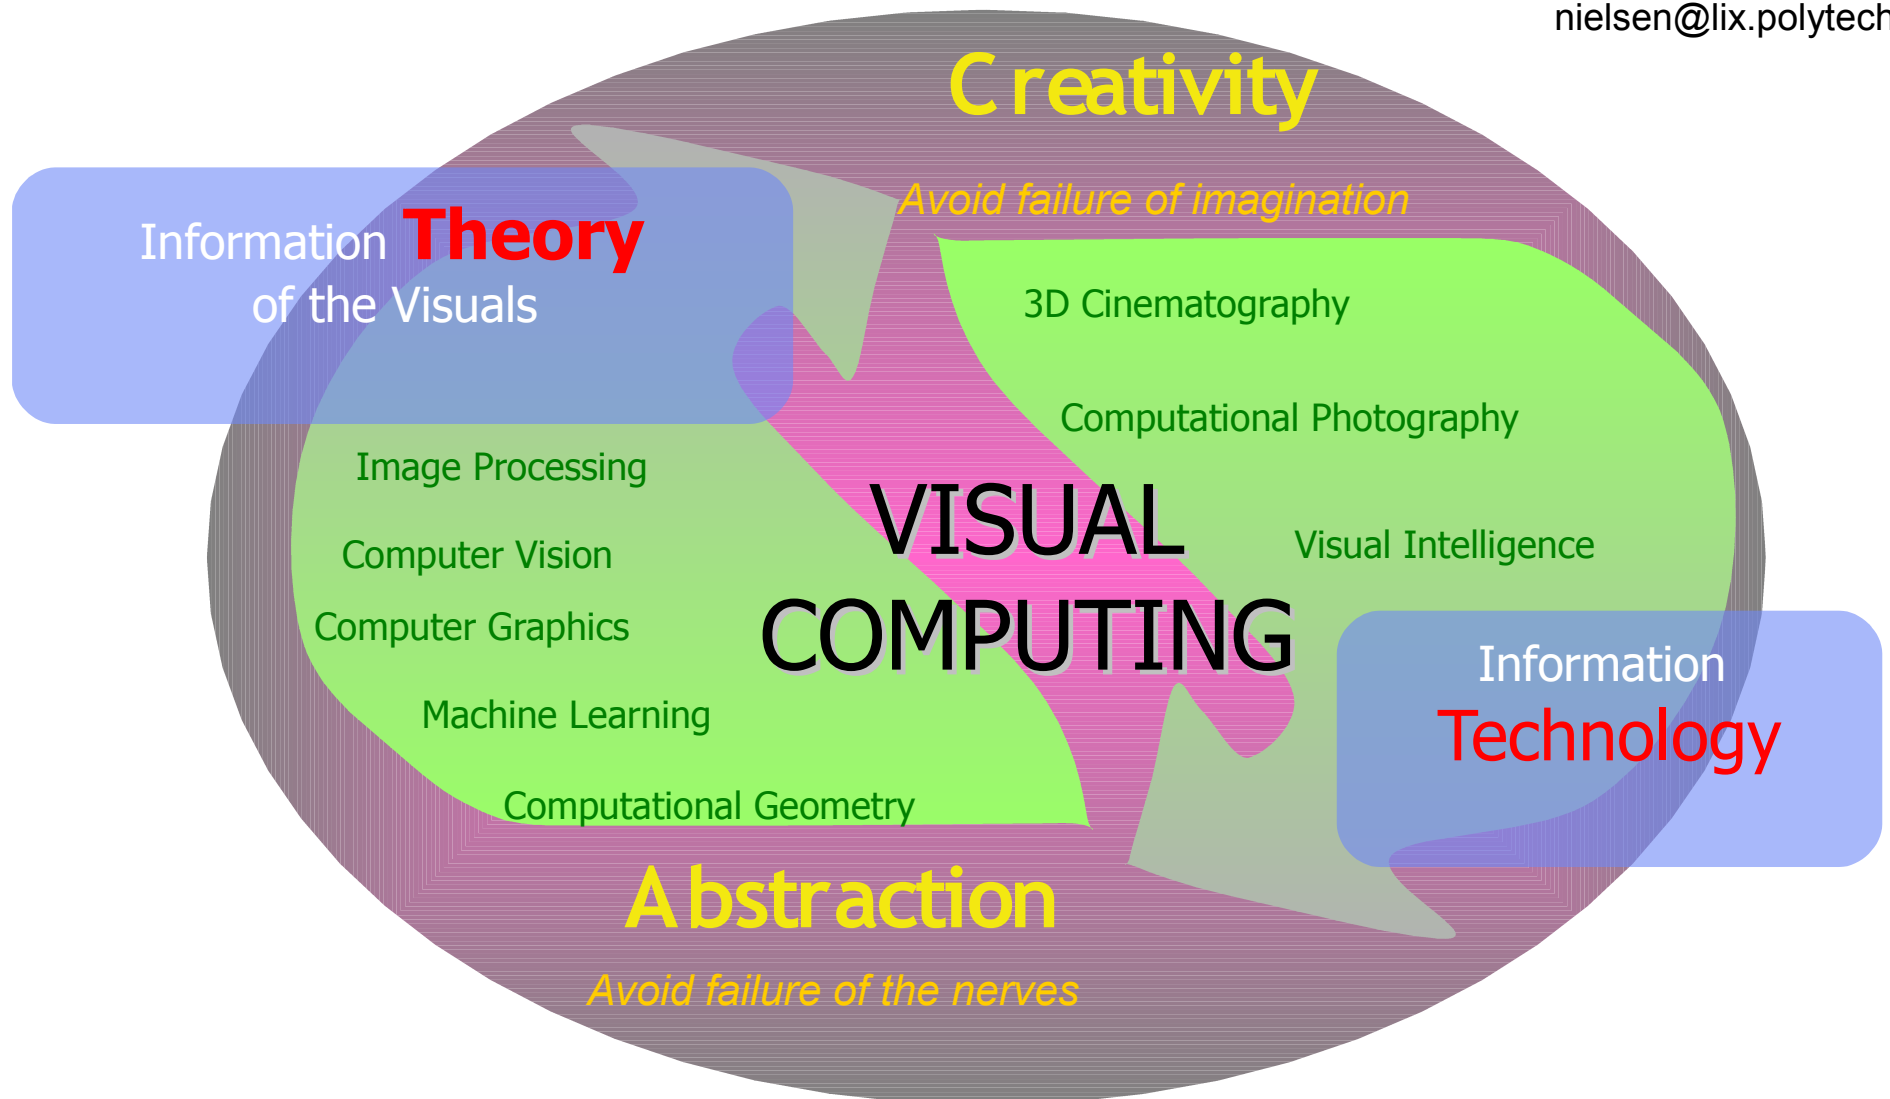 nielsen@lix.polytech
Creativity
Avoid failure of imagination
Information Theory
of the Visuals
3D Cinematography
Computational Photography
Image Processing
VISUAL
Visual Intelligence
Computer Vision
Computer Graphics
COMPUTING
Information
Technology
Machine Learning
Computational Geometry
Abstraction
Avoid failure of the nerves